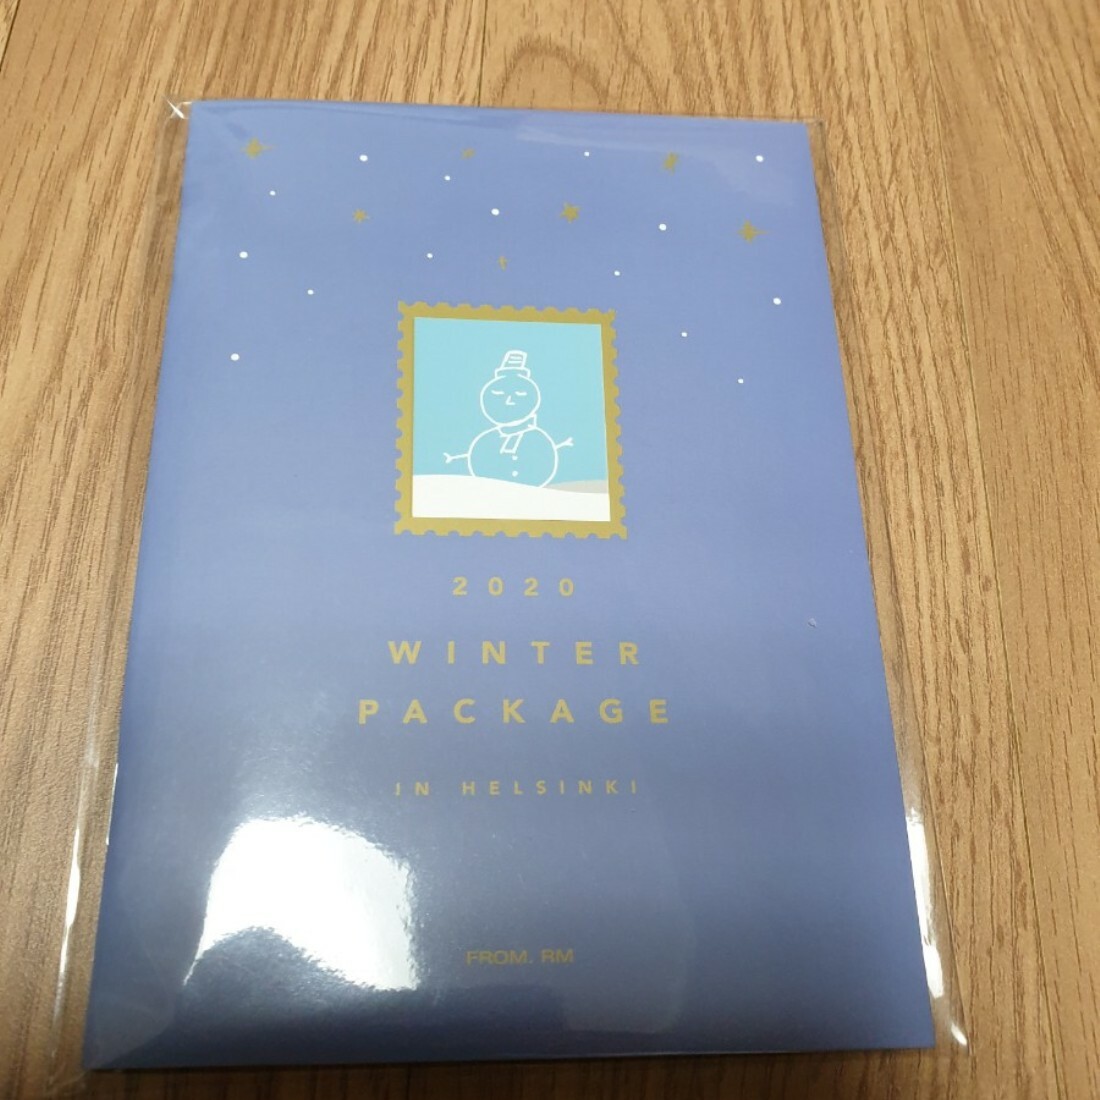 2020
WINTER
PACKAGE
IN HELSINKI
FROM. RM